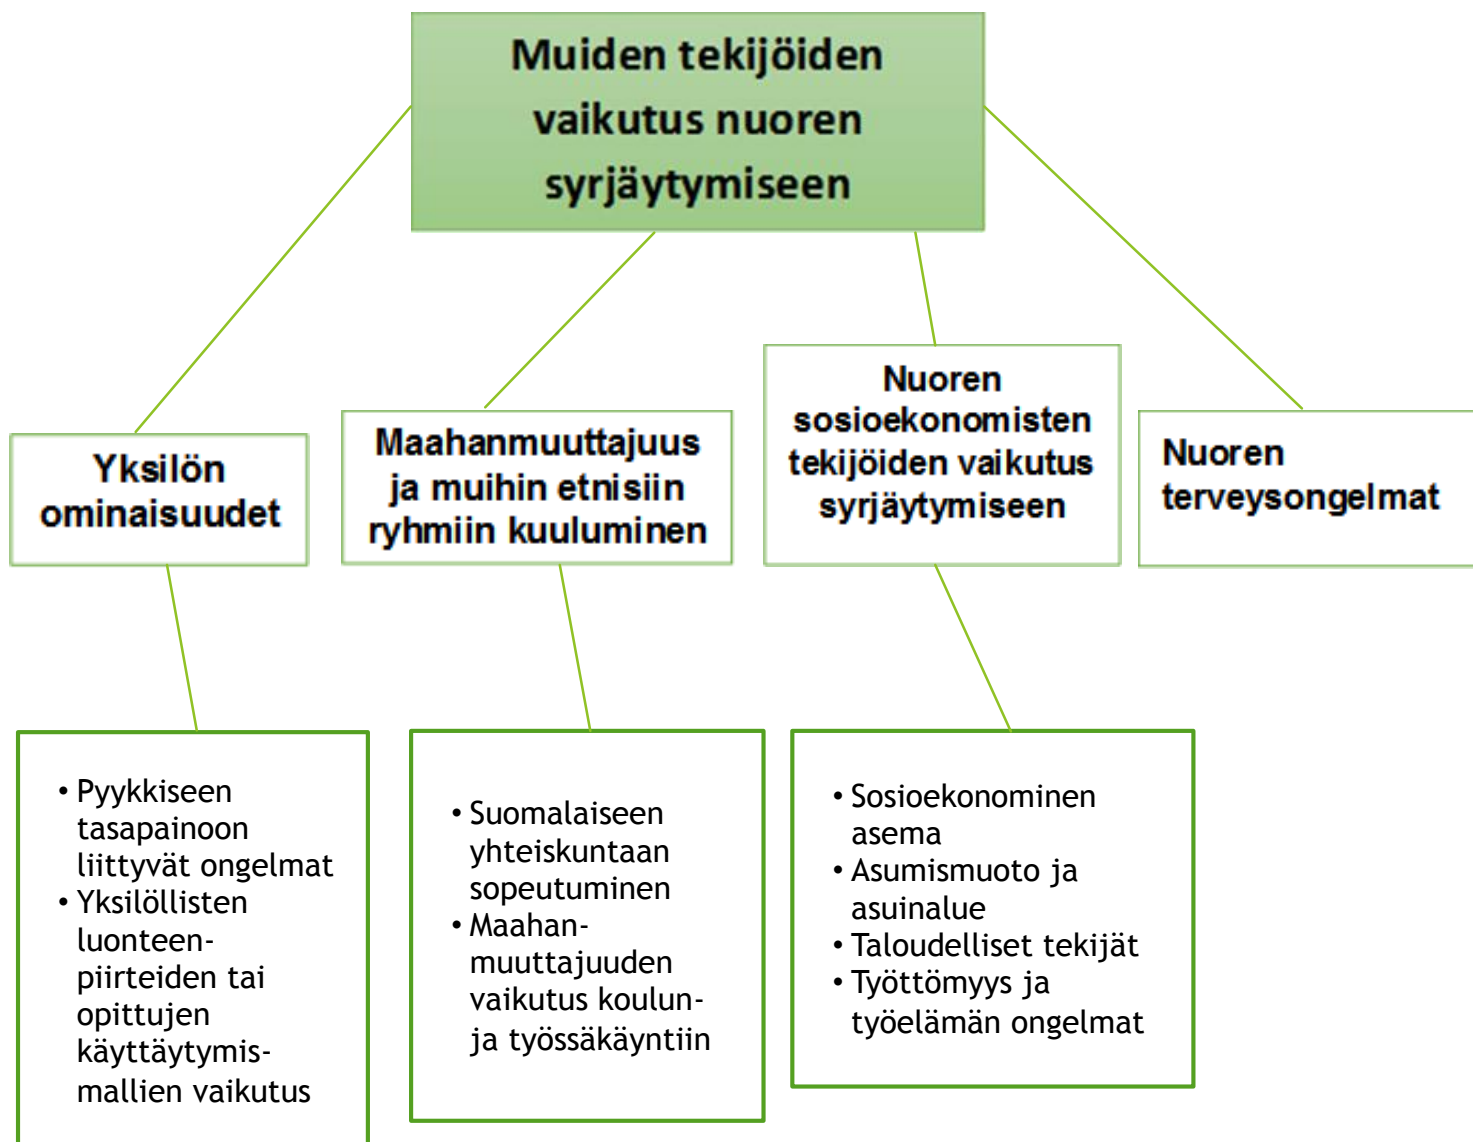 Muiden tekijöiden
vaikutus nuoren
syrjäytymiseen
Yksilön
ominaisuudet
Maahanmuuttajuus
ja muihin etnisiin
ryhmiin kuuluminen
Nuoren
sosioekonomisten
tekijöiden vaikutus
syrjäytymiseen
Nuoren
terveysongelmat
• Pyykkiseen
tasapainoon
liittyvät ongelmat
• Yksilöllisten
luonteen-
piirteiden tai
opittujen
käyttäytymis-
mallien vaikutus
• Suomalaiseen
yhteiskuntaan
sopeutuminen
• Maahan-
muuttajuuden
vaikutus koulun-
ja työssäkäyntiin
• Sosioekonominen
asema
• Asumismuoto ja
asuinalue
• Taloudelliset tekijät
• Työttömyys ja
työelämän ongelmat